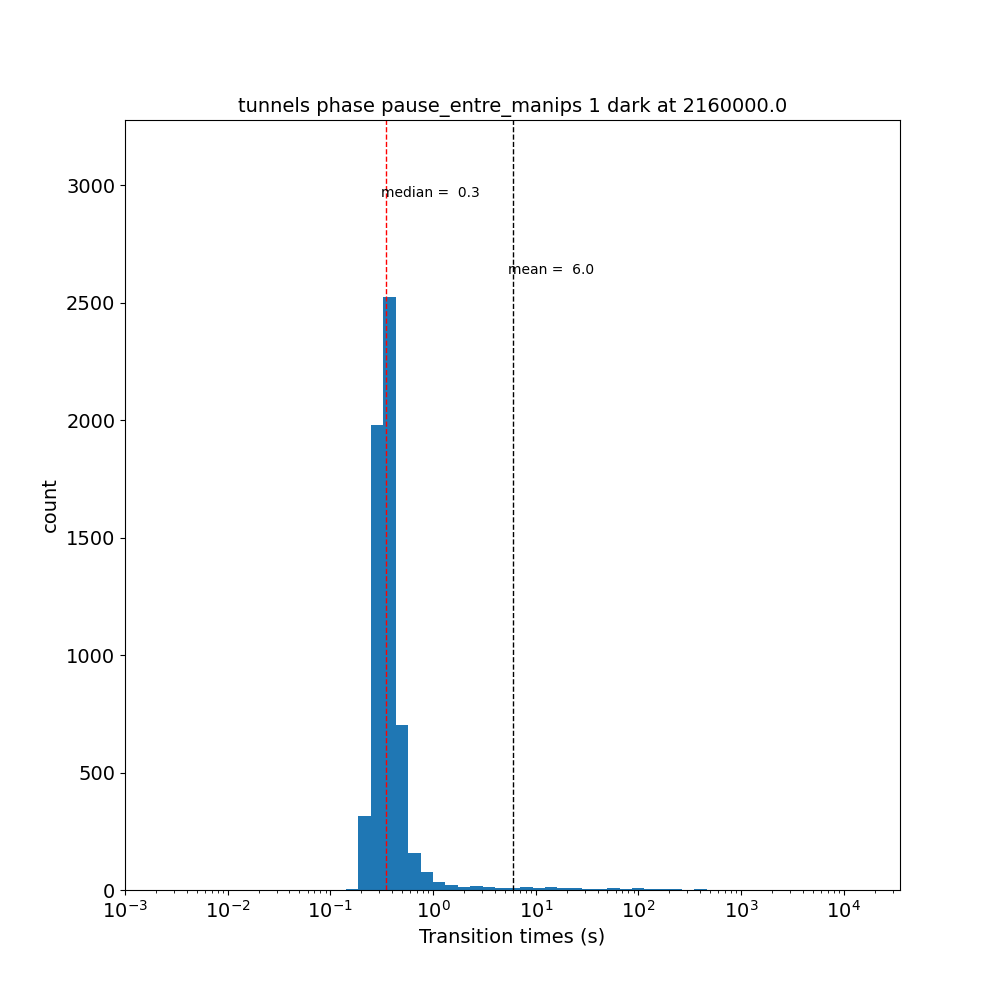 tunnels phase pause_entre_manips 1 dark at 2160000.0
3000
2500
2000
1500
1000
500
0
count
median =  0.3
mean =  6.0
10⁻³ 10⁻² 10⁻¹ 10⁰ 10¹ 10² 10³ 10⁴
Transition times (s)